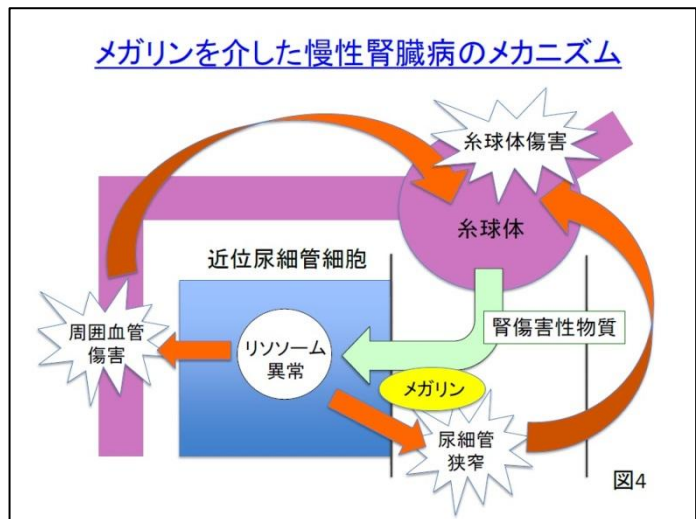 メガリンを介した慢性腎臓病のメカニズム
糸球体傷害
糸球体
近位尿細管細胞
腎傷害性物質
周囲血管
傷害
リソソーム
異常
メガリン
尿細管
狭窄
図4